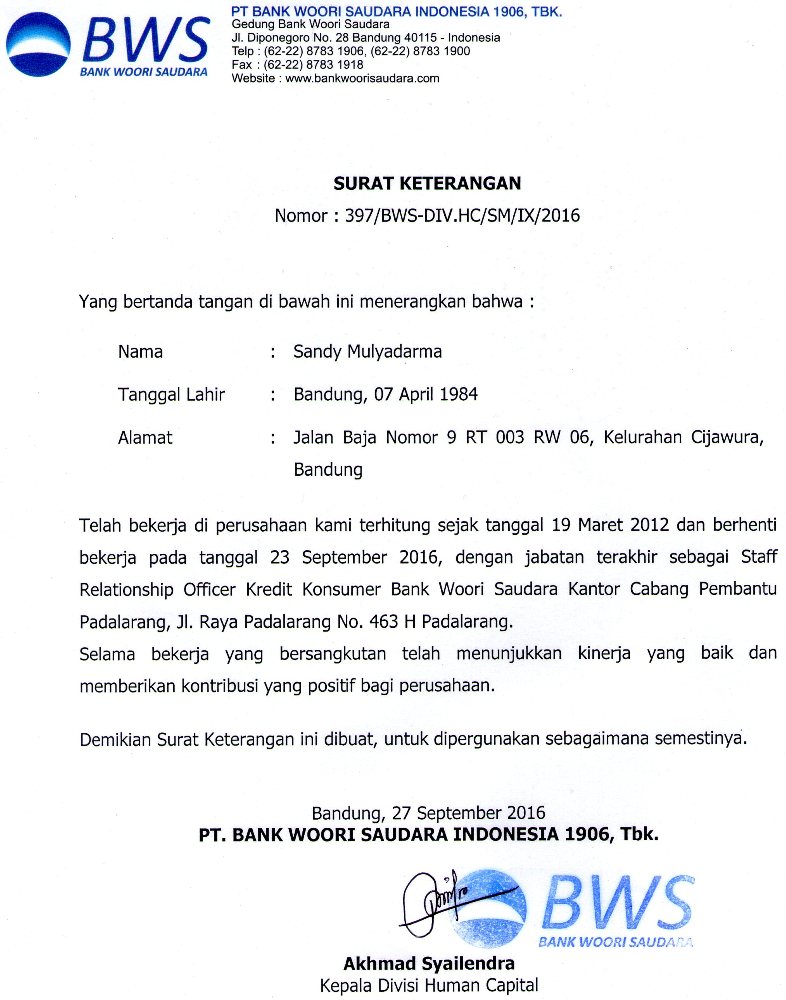 BWS
BANK WOORI SAUDARA
PT BANK WOORI SAUDARA INDONESIA 1906, TBK.
Gedung Bank Woori Saudara
Jl. Diponegoro No. 28 Bandung 40115 - Indonesia
Telp : (62-22) 8783 1906, (62-22) 8783 1900
Fax : (62-22) 8783 1918
Website : www.bankwoorisaudara.com
SURAT KETERANGAN
Nomor : 397/BWS-DIV.HC/SM/IX/2016
Yang bertanda tangan di bawah ini menerangkan bahwa :
Nama : Sandy Mulyadarma
Tanggal Lahir : Bandung, 07 April 1984
Alamat : Jalan Baja Nomor 9 RT 003 RW 06, Kelurahan Cijawura,
Bandung
Telah bekerja di perusahaan kami terhitung sejak tanggal 19 Maret 2012 dan berhenti
bekerja pada tanggal 23 September 2016, dengan jabatan terakhir sebagai Staff
Relationship Officer Kredit Konsumer Bank Woori Saudara Kantor Cabang Pembantu
Padalarang, Jl. Raya Padalarang No. 463 H Padalarang.
Selama bekerja yang bersangkutan telah menunjukkan kinerja yang baik dan
memberikan kontribusi yang positif bagi perusahaan.
Demikian Surat Keterangan ini dibuat, untuk dipergunakan sebagaimana semestinya.
Bandung, 27 September 2016
PT. BANK WOORI SAUDARA INDONESIA 1906, Tbk.
BWS
BANK WOORI SAUDARA
Akhmad Syailendra
Kepala Divisi Human Capital